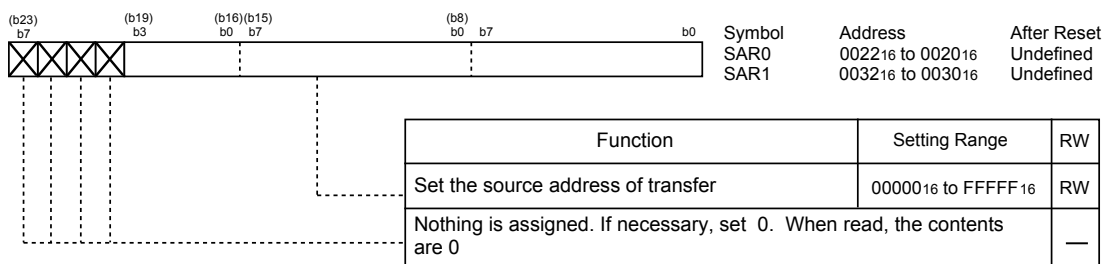 (b23) (b19) (b16)(b15) (b8)
b7 b3 b0 b7 b0 b7 b0
Symbol Address After Reset
SAR0 002216 to 002016 Undefined
SAR1 003216 to 003016 Undefined
Function Setting Range RW
Set the source address of transfer 0000016 to FFFFF16 RW
Nothing is assigned. If necessary, set 0. When read, the contents
are 0 —